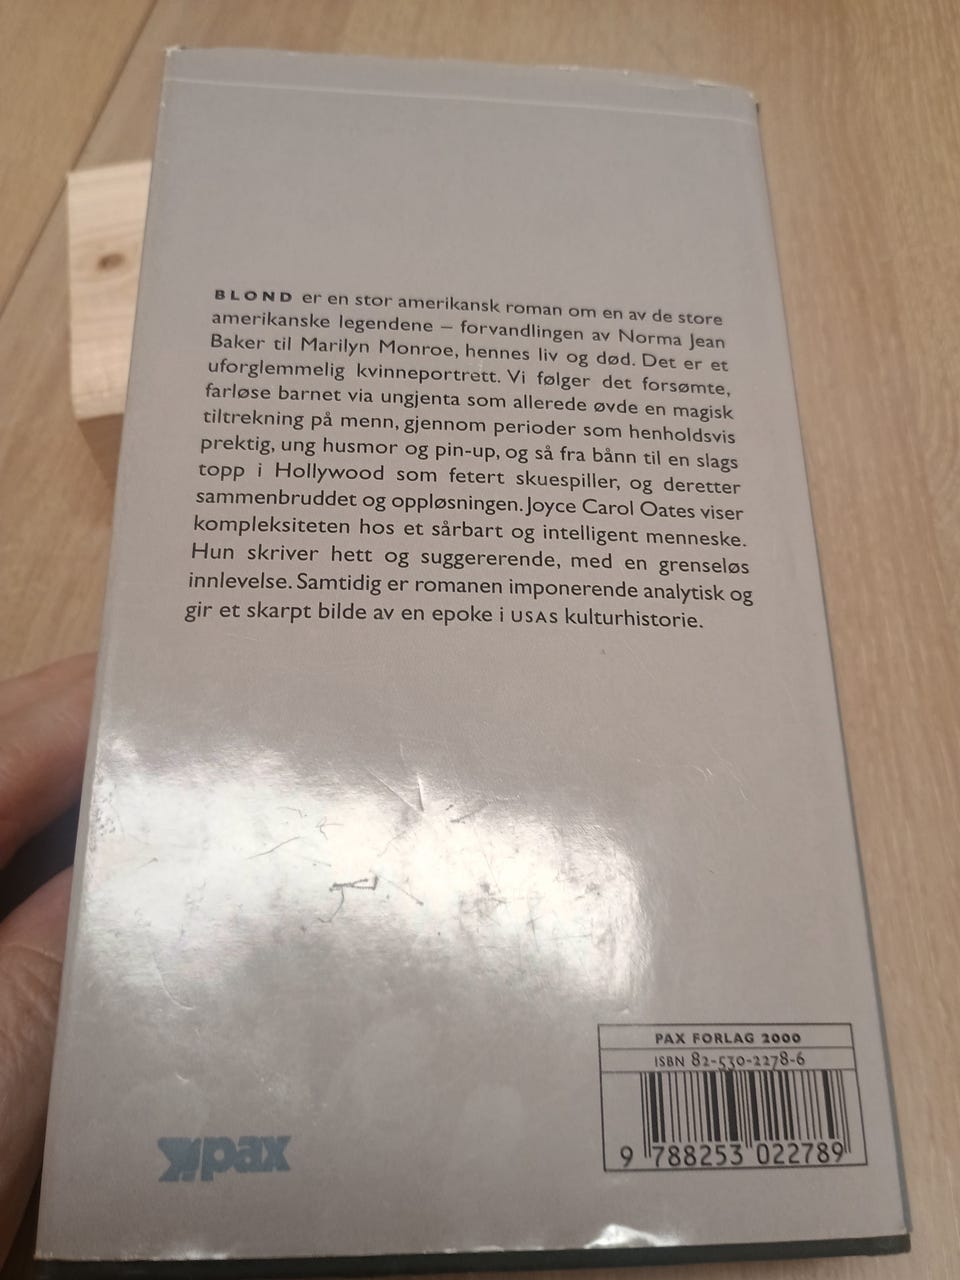 BLOND er en stor amerikansk roman om en av de store
amerikanske legendene – forvandlingen av Norma Jean
Baker til Marilyn Monroe, hennes liv og død. Det er et
uforglemmelig kvinneportrett. Vi følger det forsømte,
farløse barnet via ungjenta som allerede øvde en magisk
tiltrekning på menn, gjennom perioder som henholdsvis
prektig, ung husmor og pin-up, og så fra bånn til en slags
topp i Hollywood som fetert skuespiller, og deretter
sammenbruddet og oppløsningen. Joyce Carol Oates viser
kompleksiteten hos et sårbart og intelligent menneske.
Hun skriver hett og suggererende, med en grenseløs
innlevelse. Samtidig er romanen imponerende analytisk og
gir et skarpt bilde av en epoke i USAS kulturhistorie.
PAX FORLAG 2000
ISBN 82-530-2278-6
9 788253 022789
pax